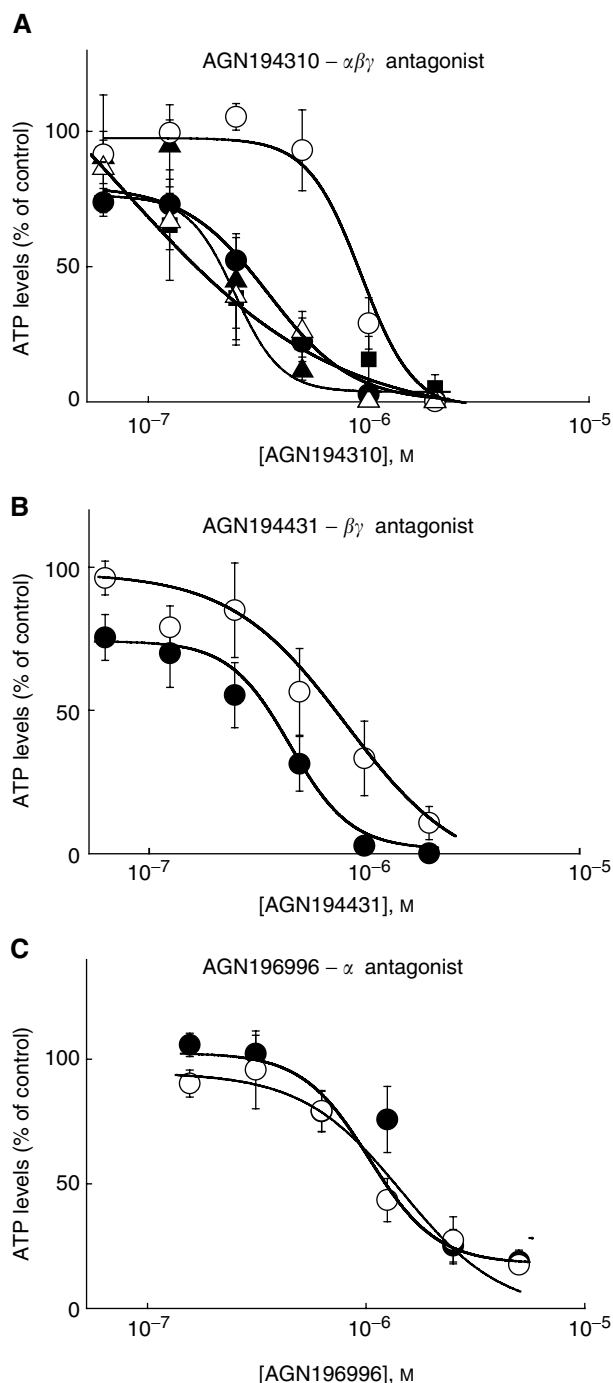 A
AGN194310 – αβγ antagonist
ATP levels (% of control)
100
50
0
10⁻⁷
10⁻⁶
10⁻⁵
[AGN194310], M
B
AGN194431 – βγ antagonist
ATP levels (% of control)
100
50
0
10⁻⁷
10⁻⁶
10⁻⁵
[AGN194431], M
C
AGN196996 – α antagonist
ATP levels (% of control)
100
50
0
10⁻⁷
10⁻⁶
10⁻⁵
[AGN196996], M